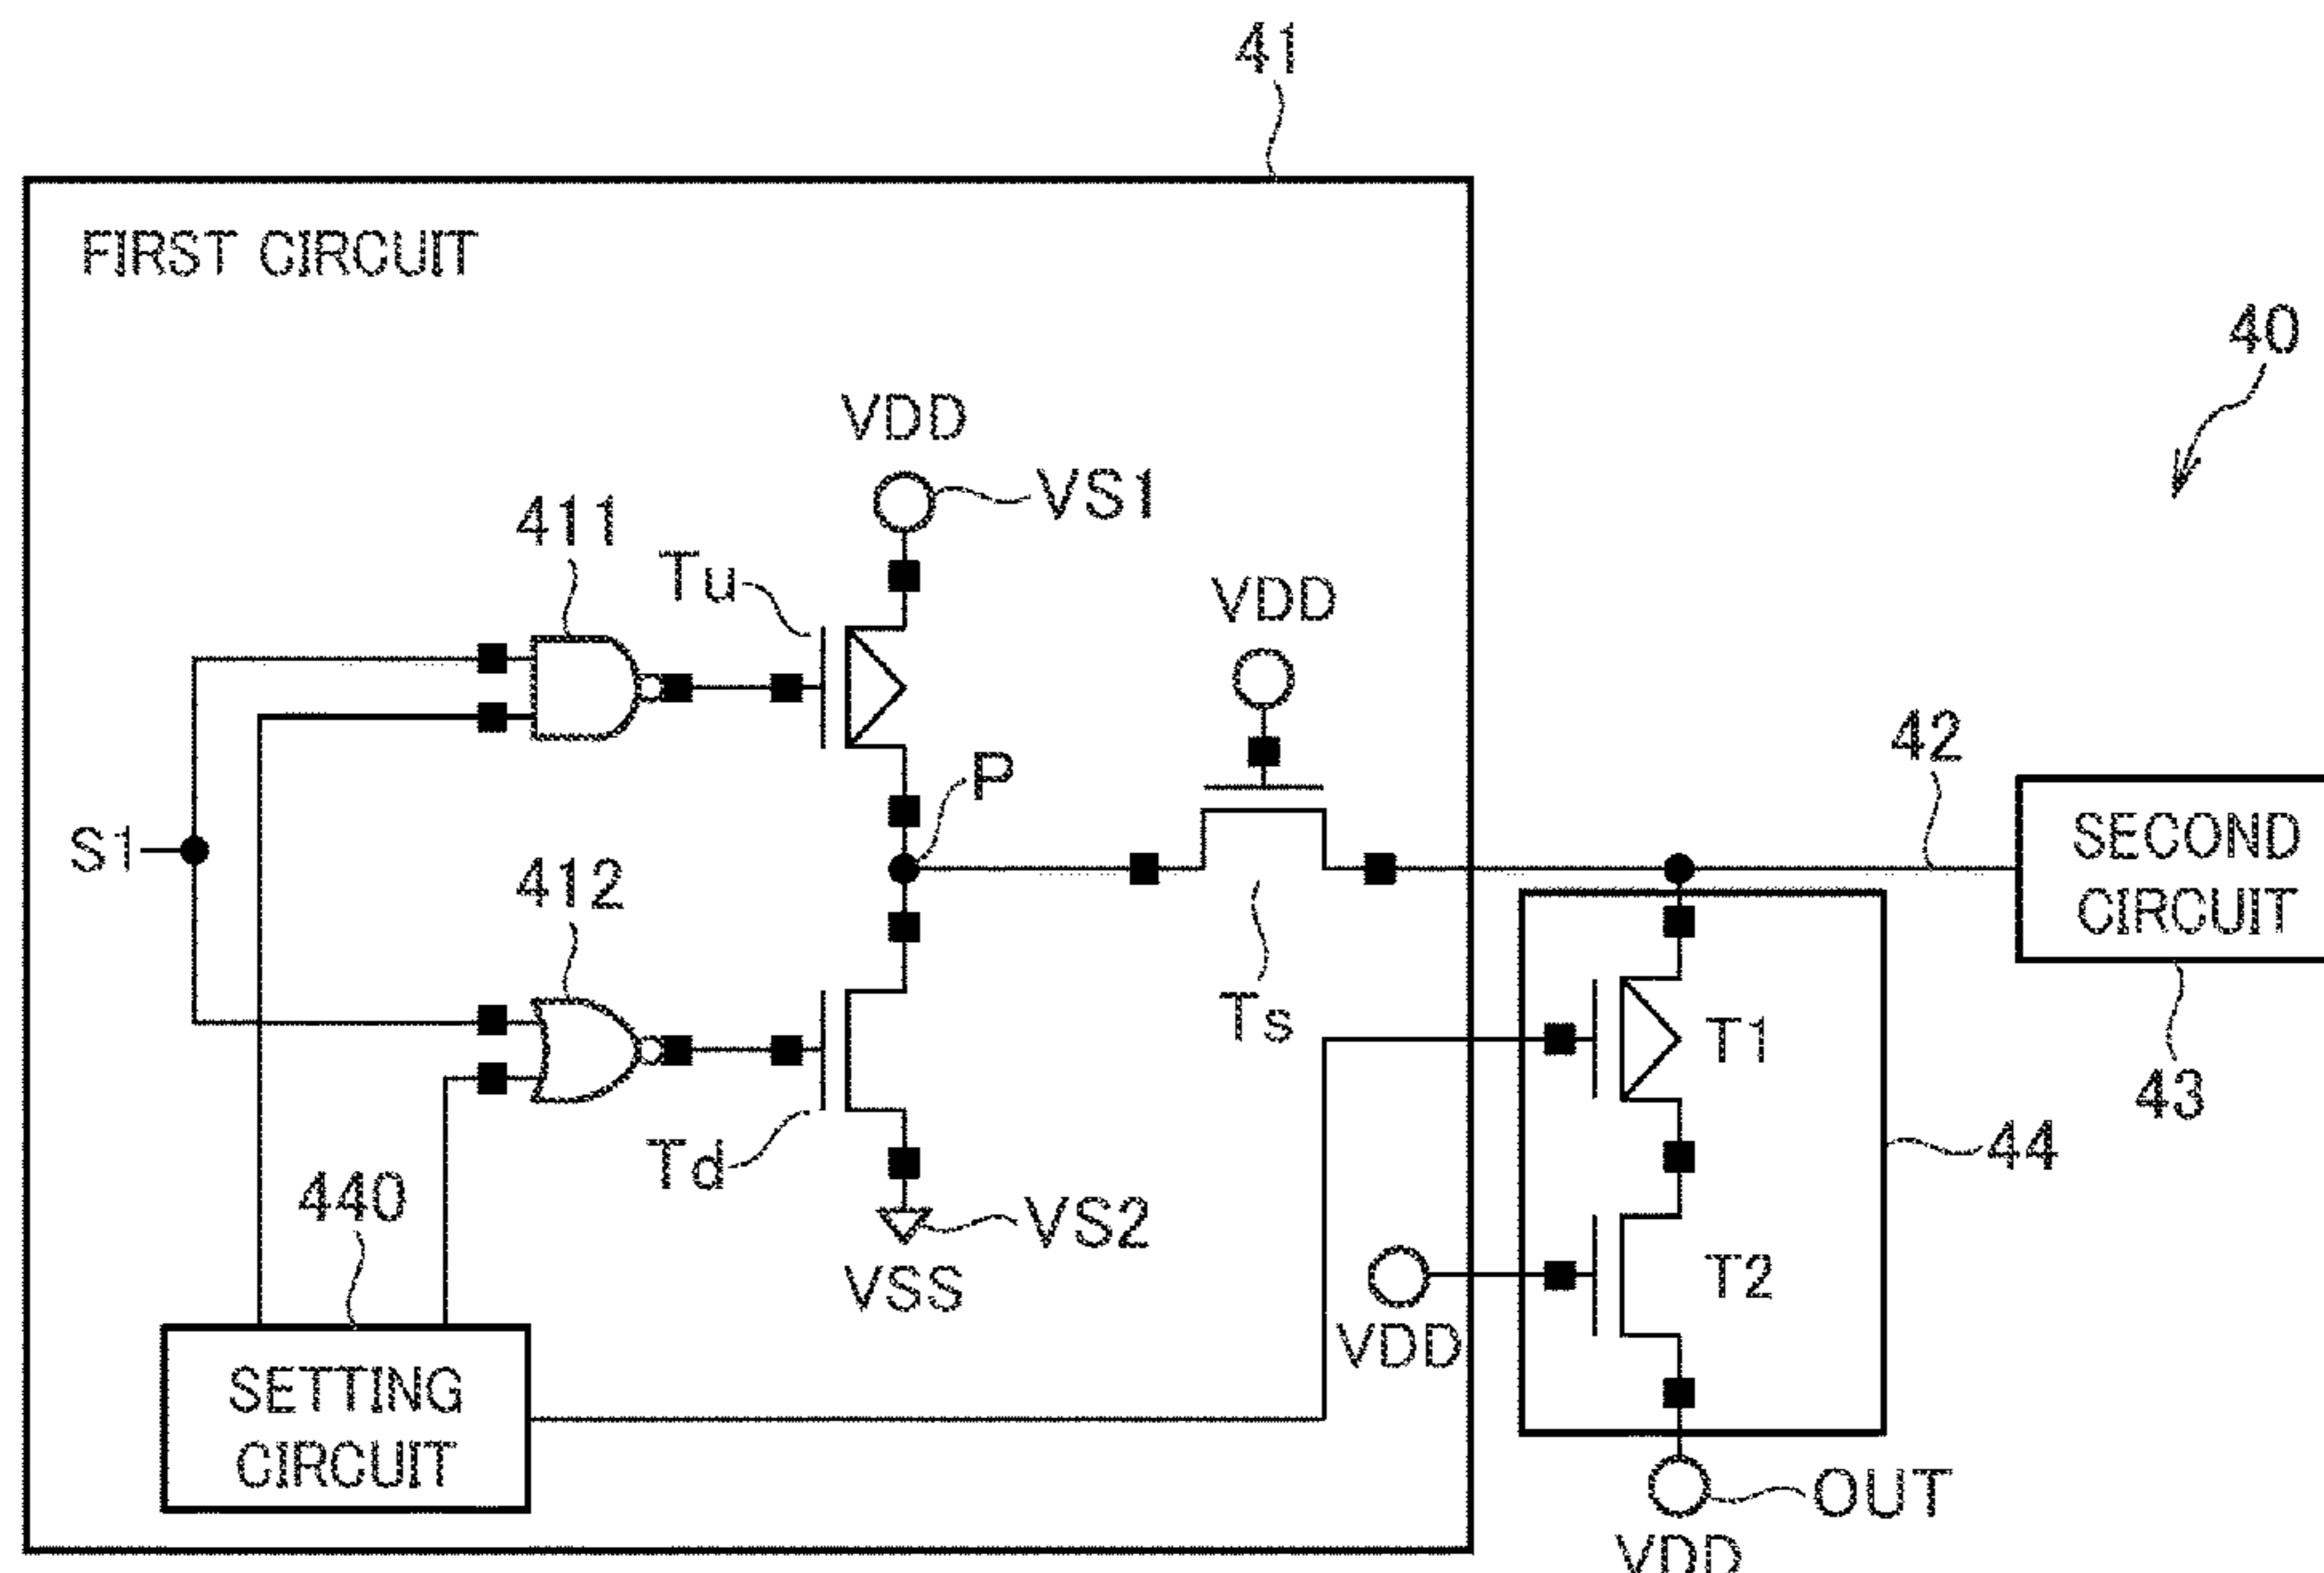 41
FIRST CIRCUIT
40
VDD
VS1
411
Tu
VDD
42
P
S1
SECOND
CIRCUIT
412
Ts
T1
43
Td
44
440
VS2
VSS
T2
VDD
SETTING
CIRCUIT
OUT
VDD